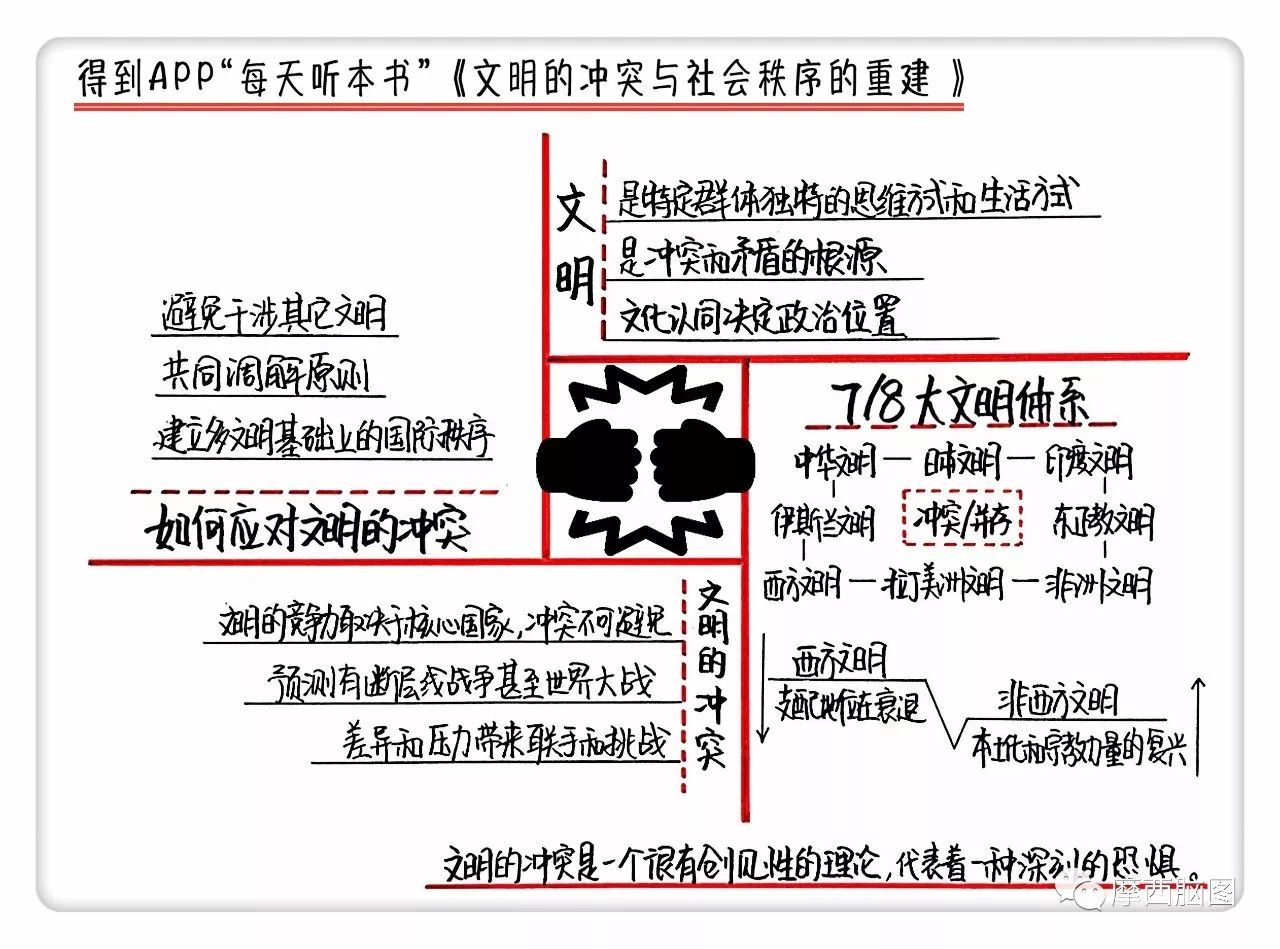 得到APP“每天听本书”《文明的冲突与社会秩序的重建 》
文明
是特定群体独特的思维方式和生活方式
是冲突和矛盾的根源
文化认同决定政治位置
避免干涉其它文明
共同调解原则
建立多文明基础上的国际秩序
如何应对文明的冲突
7/8大文明体系
中华文明 — 日本文明 — 印度文明
伊斯兰文明 冲突/并存 东正教文明
西方文明 — 拉丁美洲文明 — 非洲文明
西方文明
支配地位在衰退
非西方文明
本土化和宗教力量的复兴
文明的冲突
文明的竞争力取决于核心国家,冲突不可避免
预测有断层线战争甚至世界大战
差异和压力带来联手和挑战
文明的冲突是一个很有创见性的理论,代表着一种深刻的恐惧。
摩西脑图